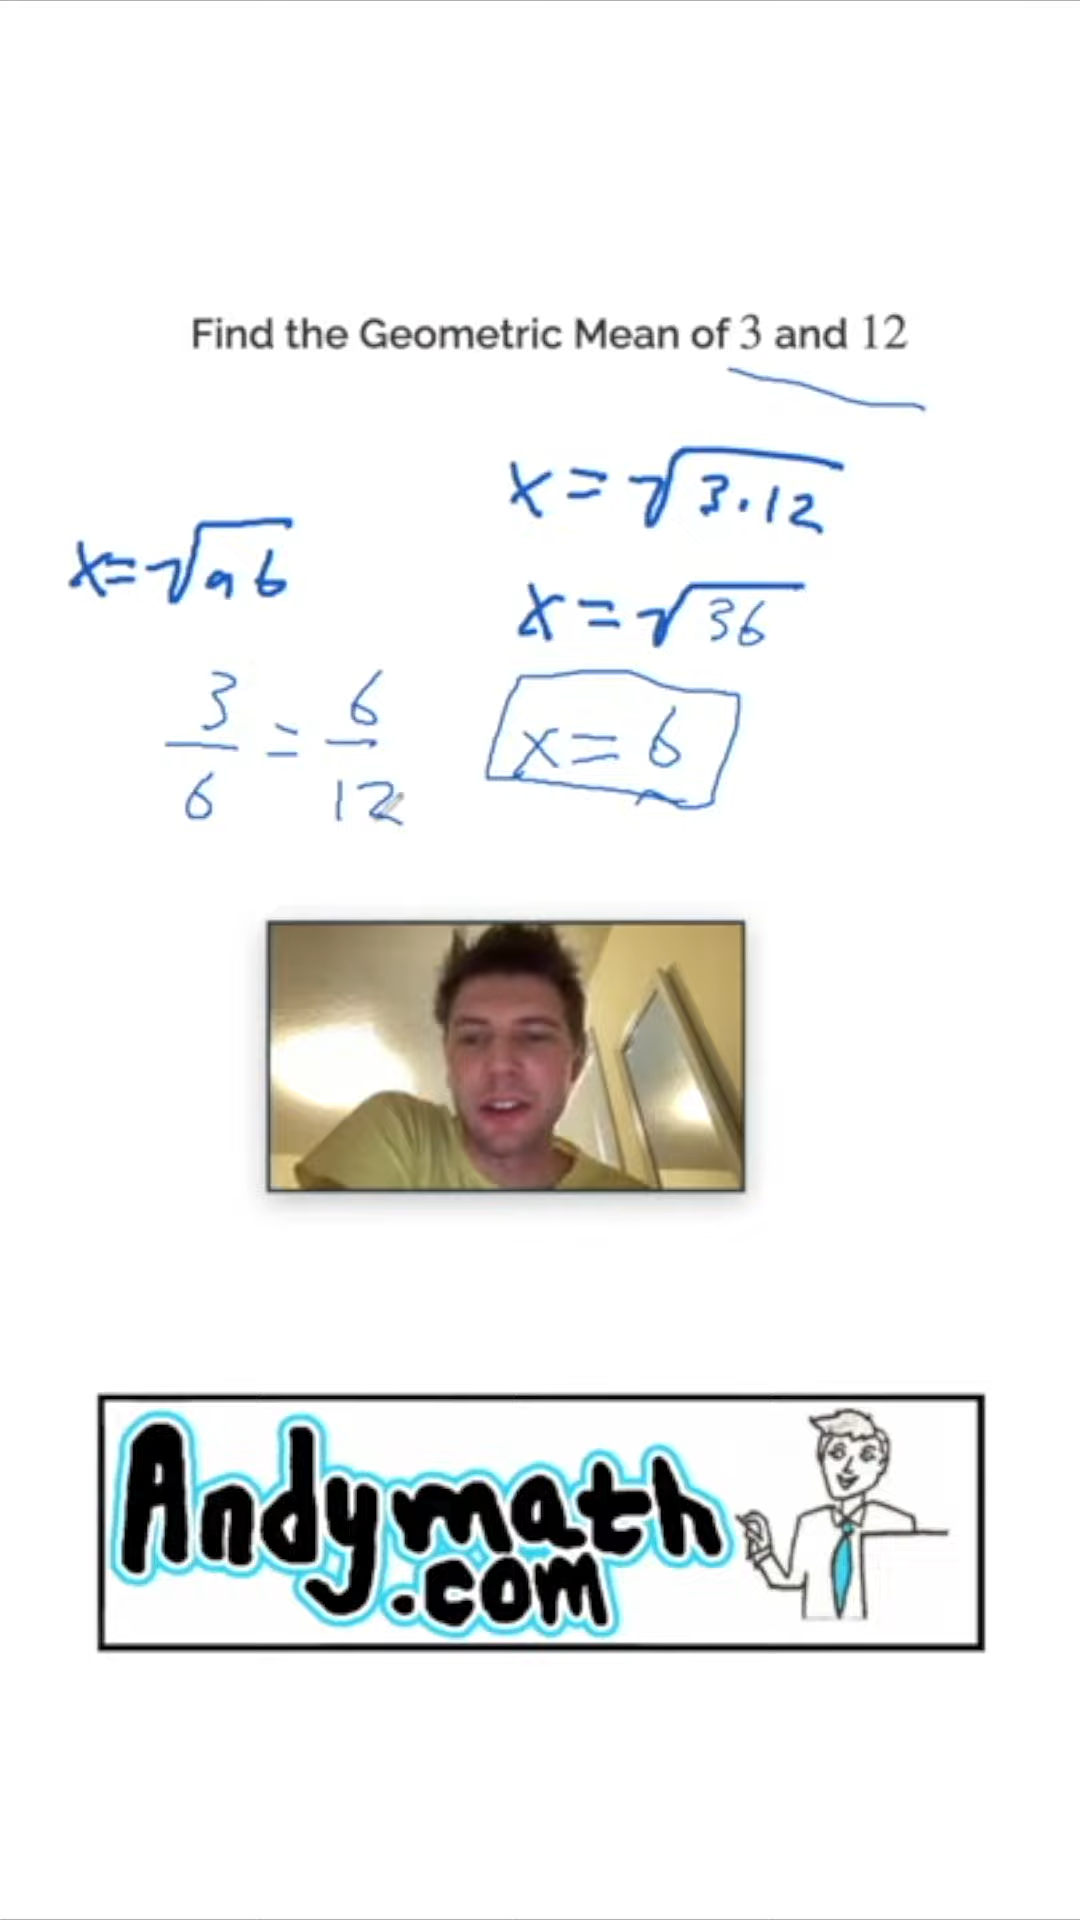 Find the Geometric Mean of 3 and 12
x = √3·12
x = √ab
x = √36
3/6 = 6/12
x = 6
Andymath
.com